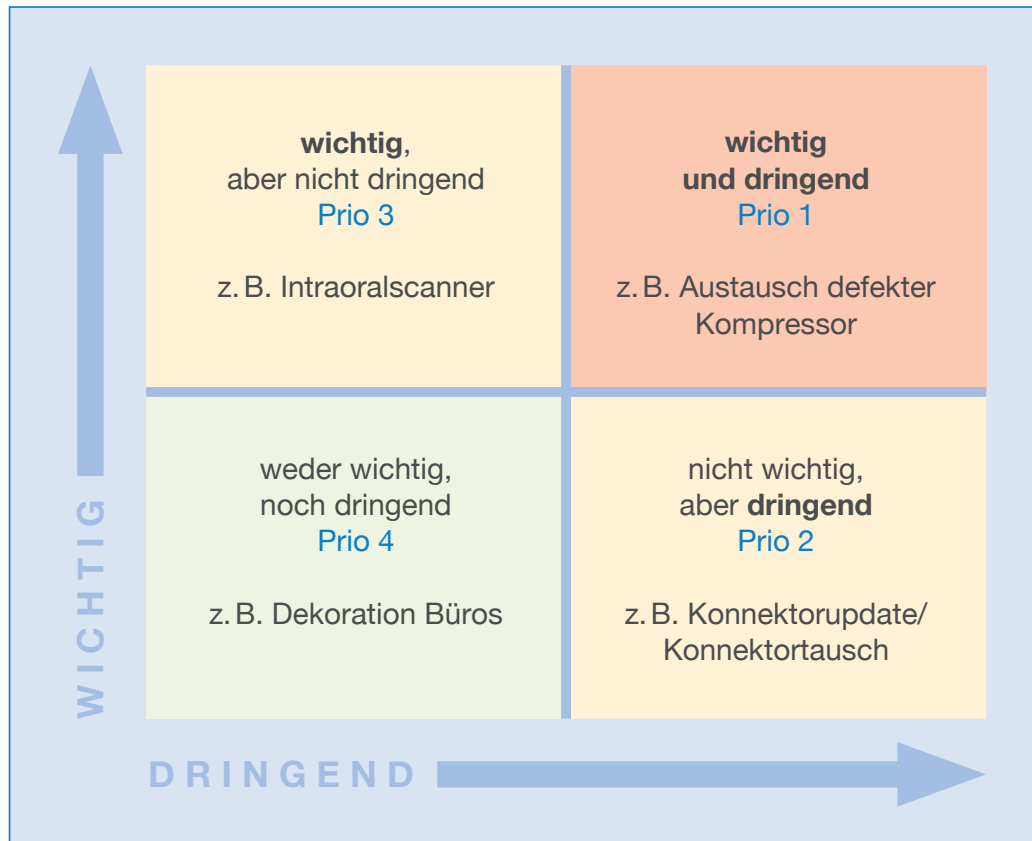 wichtig,
aber nicht dringend
Prio 3
z. B. Intraoralscanner
wichtig
und dringend
Prio 1
z. B. Austausch defekter
Kompressor
weder wichtig,
noch dringend
Prio 4
z. B. Dekoration Büros
nicht wichtig,
aber dringend
Prio 2
z. B. Konnektorupdate/
Konnektortausch
WICHTIG
DRINGEND